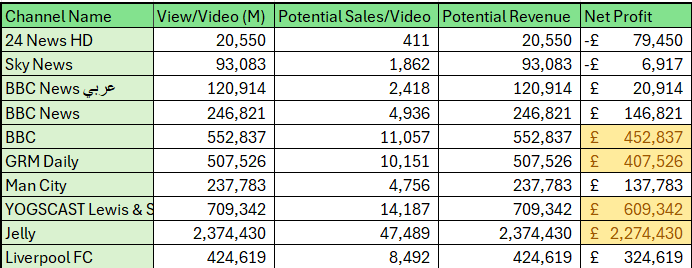 Channel Name View/Video (M) Potential Sales/Video Potential Revenue Net Profit
24 News HD 20,550 411 20,550 -£ 79,450
Sky News 93,083 1,862 93,083 -£ 6,917
BBC News عربي 120,914 2,418 120,914 £ 20,914
BBC News 246,821 4,936 246,821 £ 146,821
BBC 552,837 11,057 552,837 £ 452,837
GRM Daily 507,526 10,151 507,526 £ 407,526
Man City 237,783 4,756 237,783 £ 137,783
YOGSCAST Lewis & S 709,342 14,187 709,342 £ 609,342
Jelly 2,374,430 47,489 2,374,430 £ 2,274,430
Liverpool FC 424,619 8,492 424,619 £ 324,619